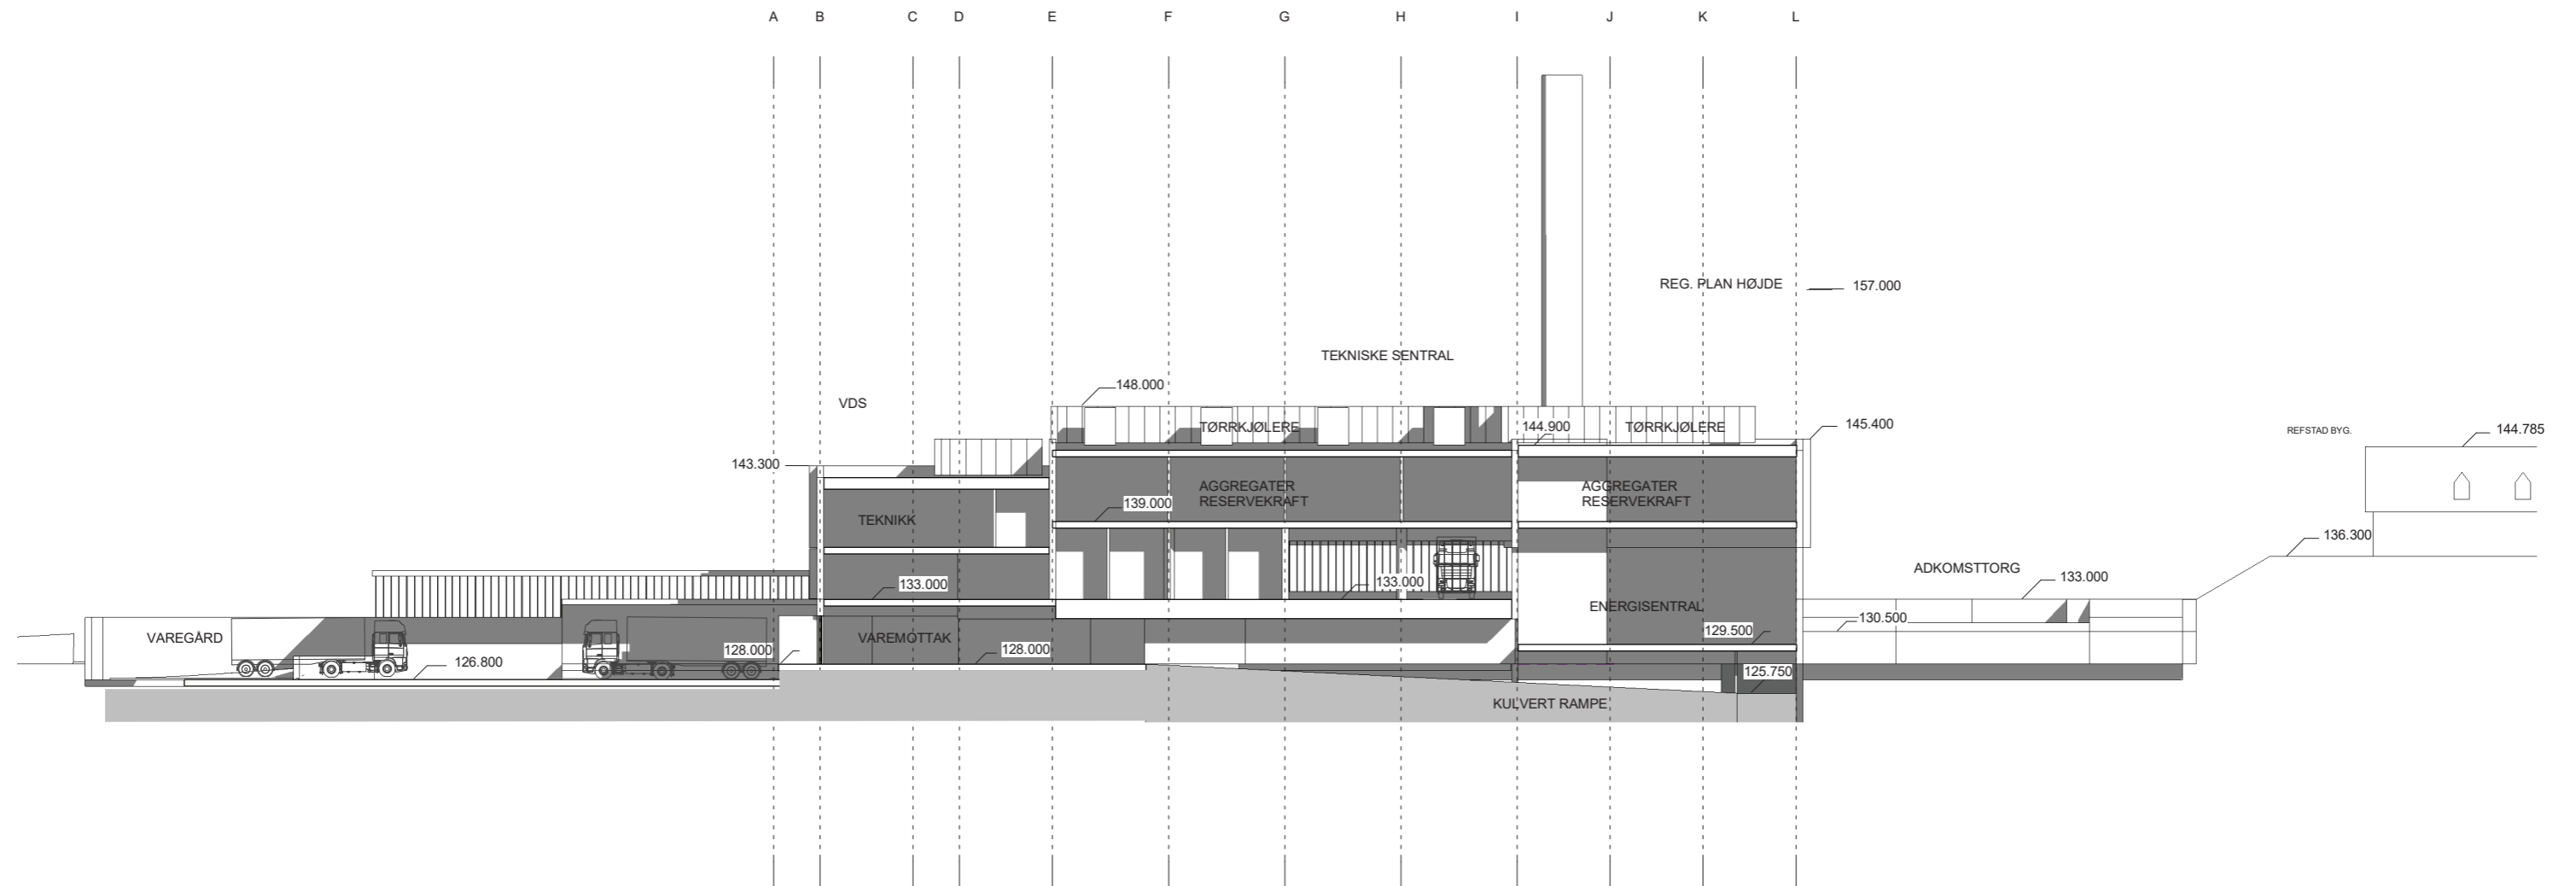 A B C D E F G H I J K L
REG. PLAN HØJDE 157.000
TEKNISKE SENTRAL
148.000
VDS
TØRRKJØLERE 144.900 TØRRKJØLERE 145.400
REFSTAD BYG. 144.785
143.300
AGGREGATER
RESERVEKRAFT
AGGREGATER
RESERVEKRAFT
139.000
TEKNIKK
136.300
ADKOMSTTORG
133.000
133.000
133.000
ENERGISENTRAL
130.500
129.500
VAREGÅRD
VAREMOTTAK
128.000
128.000
126.800
125.750
KULVERT RAMPE